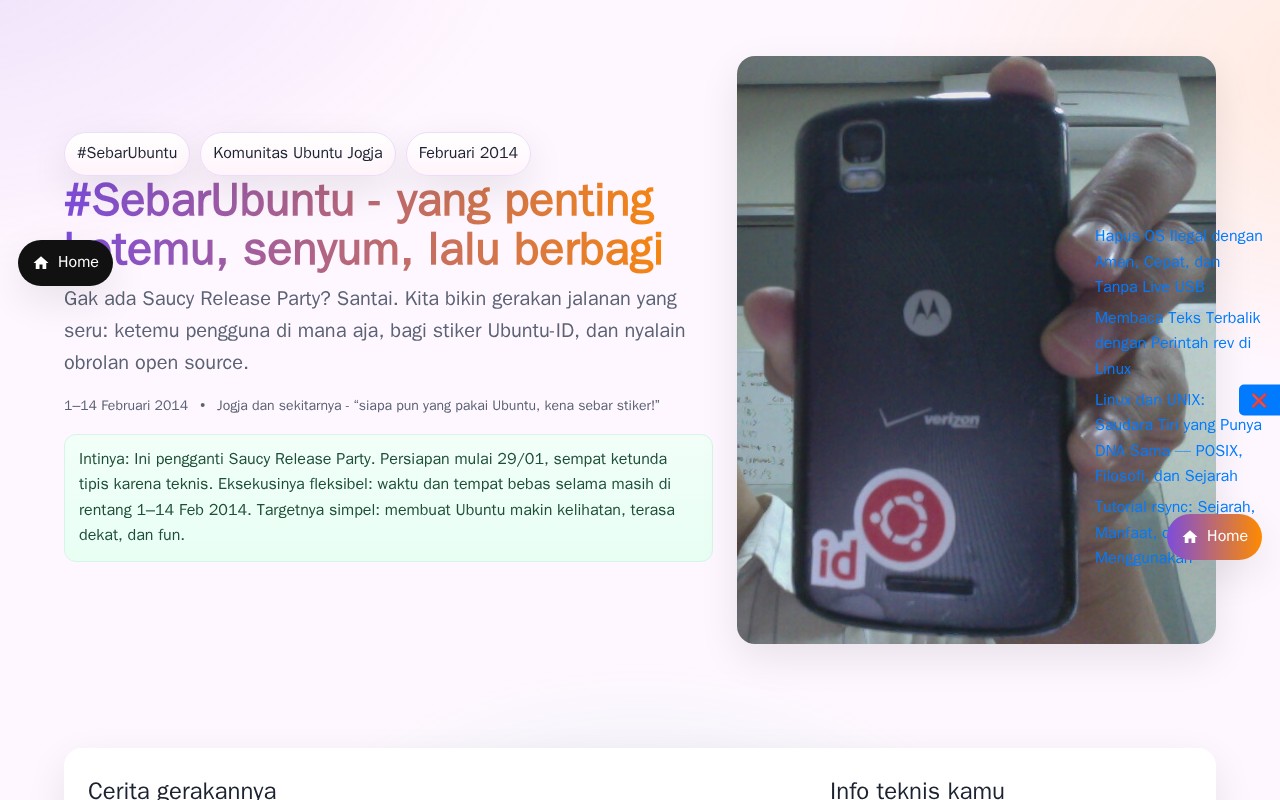 #SebarUbuntu
Komunitas Ubuntu Jogja
Februari 2014
#SebarUbuntu - yang penting
temu, senyum, lalu berbagi
Home
Gak ada Saucy Release Party? Santai. Kita bikin gerakan jalanan yang
seru: ketemu pengguna di mana aja, bagi stiker Ubuntu-ID, dan nyalain
obrolan open source.
1–14 Februari 2014 • Jogja dan sekitarnya - “siapa pun yang pakai Ubuntu, kena sebar stiker!”
Intinya: Ini pengganti Saucy Release Party. Persiapan mulai 29/01, sempat ketunda
tipis karena teknis. Eksekusinya fleksibel: waktu dan tempat bebas selama masih di
rentang 1–14 Feb 2014. Targetnya simpel: membuat Ubuntu makin kelihatan, terasa
dekat, dan fun.
verizon
id
Hapus OS Ilegal dengan
Aman, Cepat, dan
Tanpa Live USB
Membaca Teks Terbalik
dengan Perintah rev di
Linux
Linux dan UNIX:
Saudara Tiri yang Punya
DNA Sama — POSIX,
Filosofi, dan Sejarah
Tutorial rsync: Sejarah,
Manfaat,
Menggunakan
Home
Cerita gerakannya
Info teknis kamu